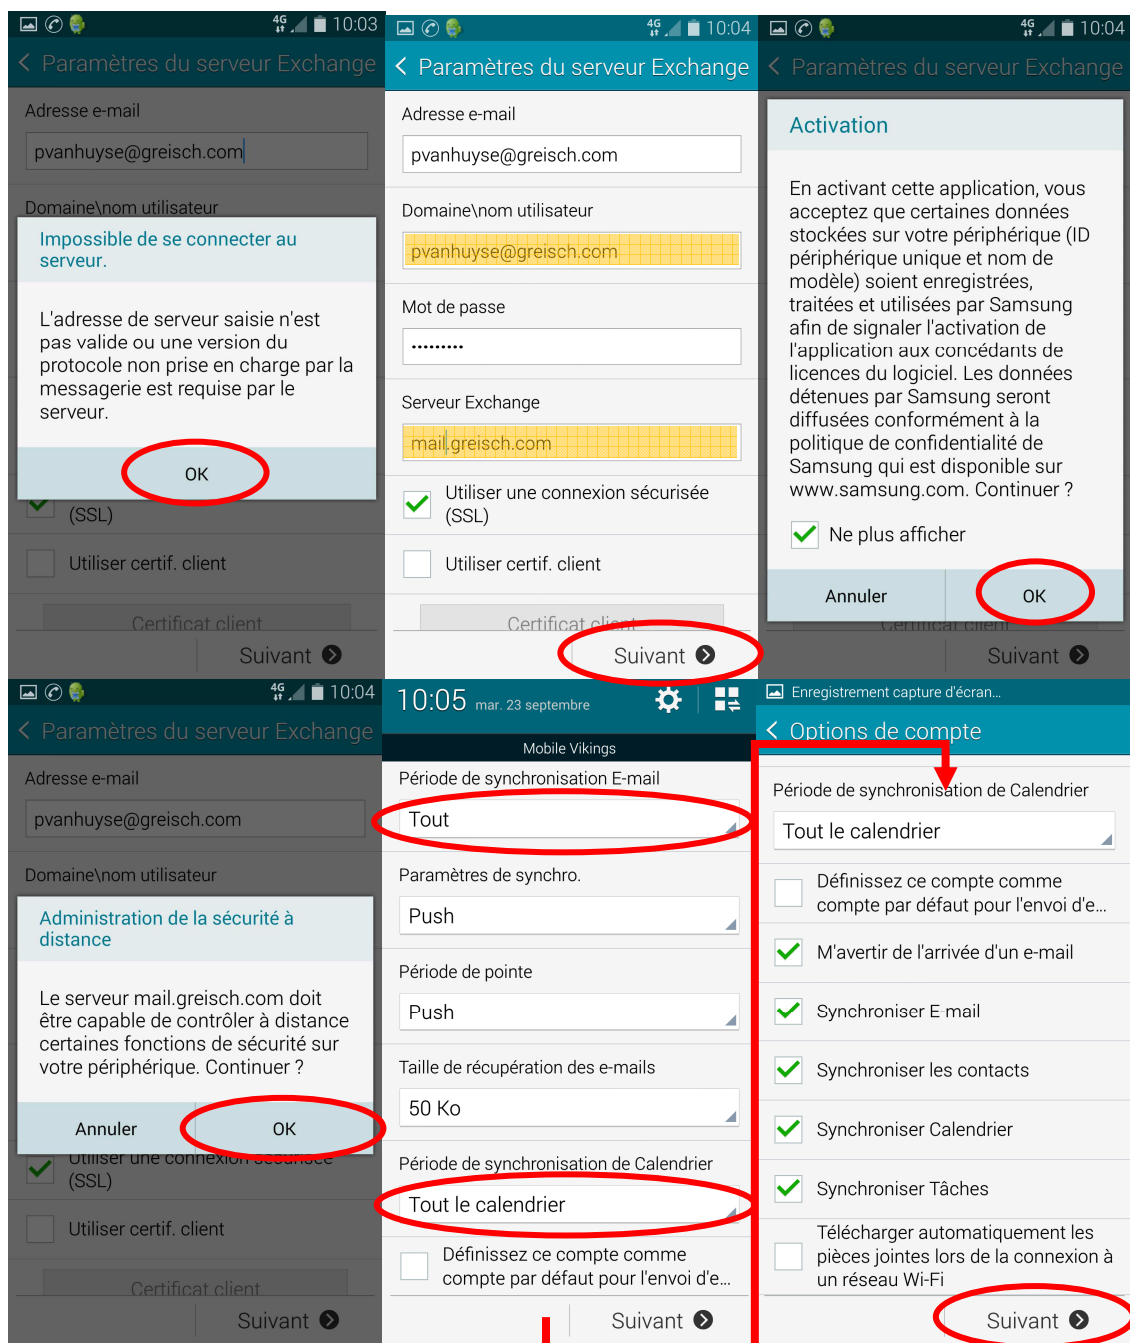 4G 10:03
Paramètres du serveur Exchange
Adresse e-mail
pvanhuyse@greisch.com
Domaine\nom utilisateur
Impossible de se connecter au
serveur.
L'adresse de serveur saisie n'est
pas valide ou une version du
protocole non prise en charge par la
messagerie est requise par le
serveur.
OK
(SSL)
Utiliser certif. client
Certificat client
Suivant
4G 10:04
Paramètres du serveur Exchange
Adresse e-mail
pvanhuyse@greisch.com
Domaine\nom utilisateur
pvanhuyse@greisch.com
Mot de passe
•••••••••
Serveur Exchange
mail.greisch.com
Utiliser une connexion sécurisée
(SSL)
Utiliser certif. client
Certificat client
Suivant
4G 10:04
Paramètres du serveur Exchange
Activation
En activant cette application, vous
acceptez que certaines données
stockées sur votre périphérique (ID
périphérique unique et nom de
modèle) soient enregistrées,
traitées et utilisées par Samsung
afin de signaler l'activation de
l'application aux concédants de
licences du logiciel. Les données
détenues par Samsung seront
diffusées conformément à la
politique de confidentialité de
Samsung qui est disponible sur
www.samsung.com. Continuer ?
Ne plus afficher
Annuler OK
Certificat client
Suivant
4G 10:04
Paramètres du serveur Exchange
Adresse e-mail
pvanhuyse@greisch.com
Domaine\nom utilisateur
Administration de la sécurité à
distance
Le serveur mail.greisch.com doit
être capable de contrôler à distance
certaines fonctions de sécurité sur
votre périphérique. Continuer ?
Annuler OK
Utiliser une connexion sécurisée
(SSL)
Utiliser certif. client
Certificat client
Suivant
10:05 mar. 23 septembre
Mobile Vikings
Période de synchronisation E-mail
Tout
Paramètres de synchro.
Push
Période de pointe
Push
Taille de récupération des e-mails
50 Ko
Période de synchronisation de Calendrier
Tout le calendrier
Définissez ce compte comme
compte par défaut pour l'envoi d'e...
Suivant
Enregistrement capture d'écran...
Options de compte
Période de synchronisation de Calendrier
Tout le calendrier
Définissez ce compte comme
compte par défaut pour l'envoi d'e...
M'avertir de l'arrivée d'un e-mail
Synchroniser E-mail
Synchroniser les contacts
Synchroniser Calendrier
Synchroniser Tâches
Télécharger automatiquement les
pièces jointes lors de la connexion à
un réseau Wi-Fi
Suivant